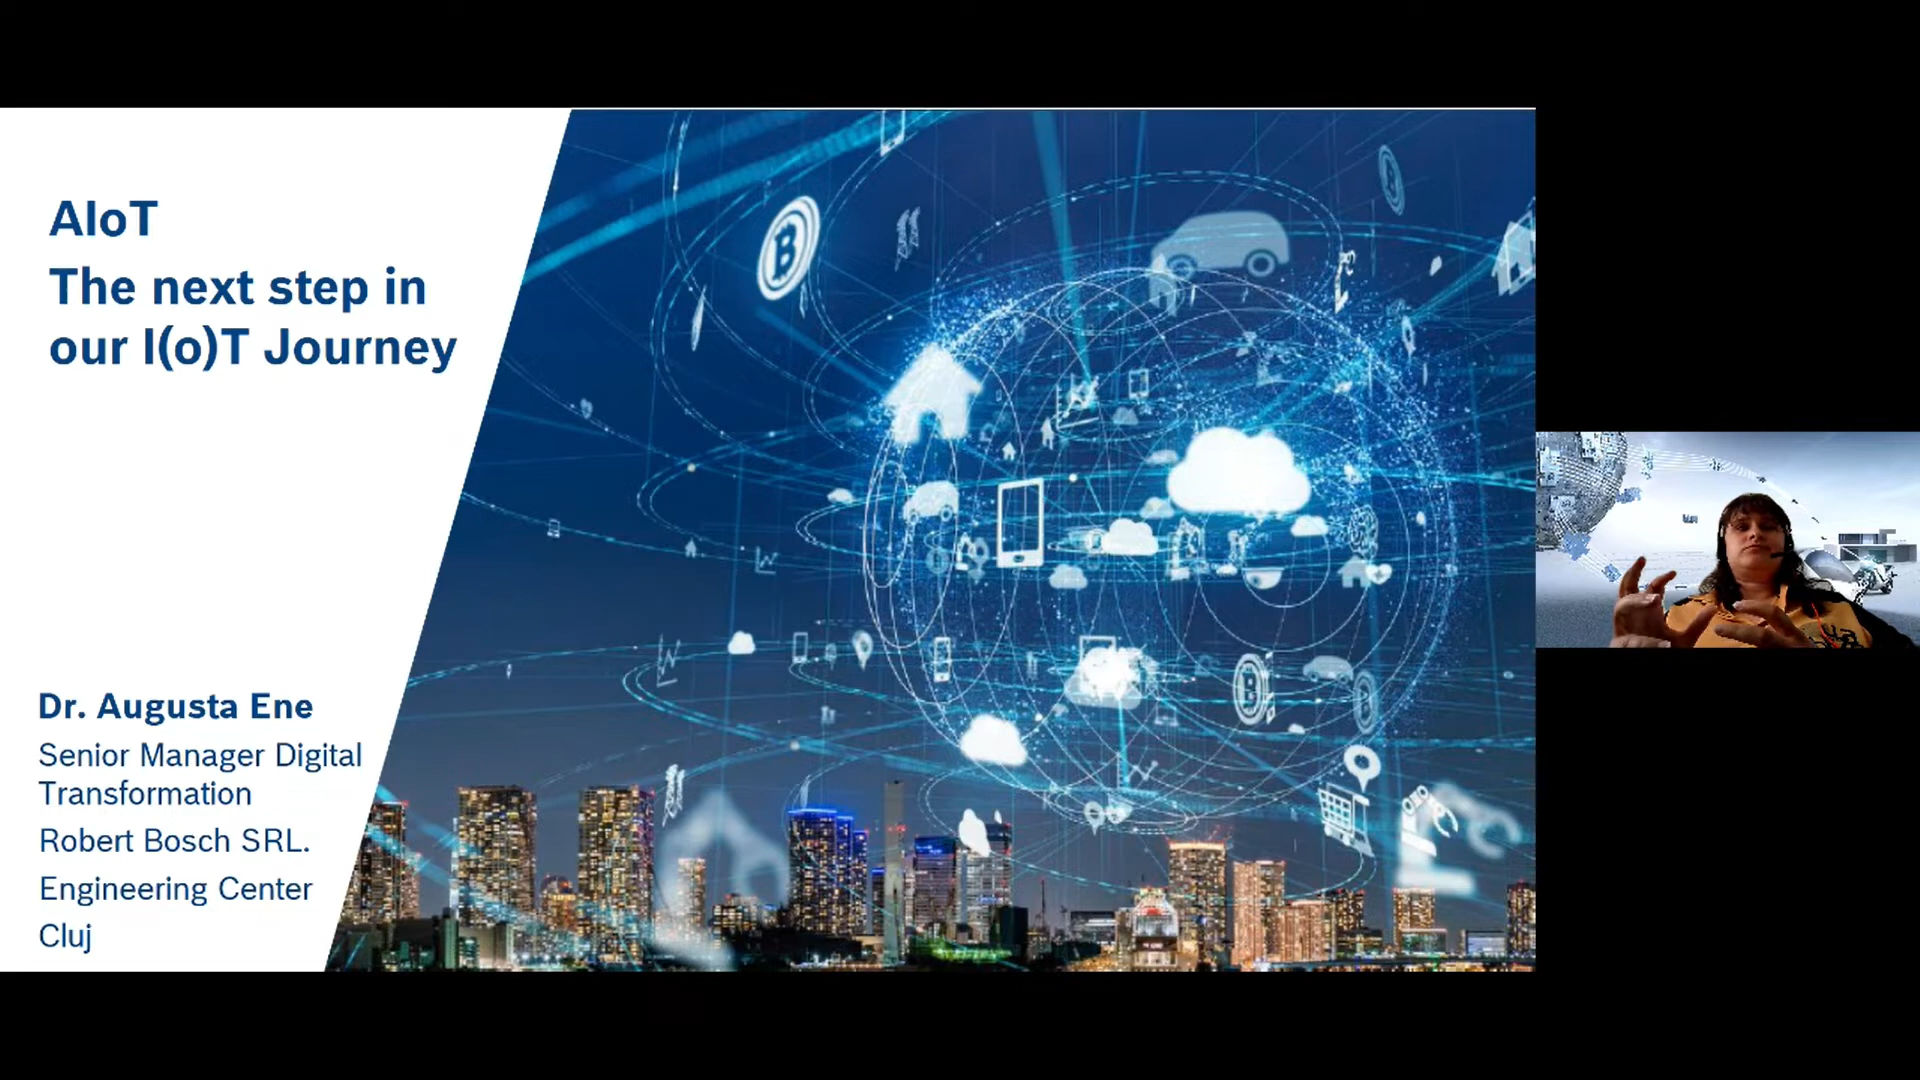 AIoT
The next step in
our I(o)T Journey
Dr. Augusta Ene
Senior Manager Digital
Transformation
Robert Bosch SRL.
Engineering Center
Cluj